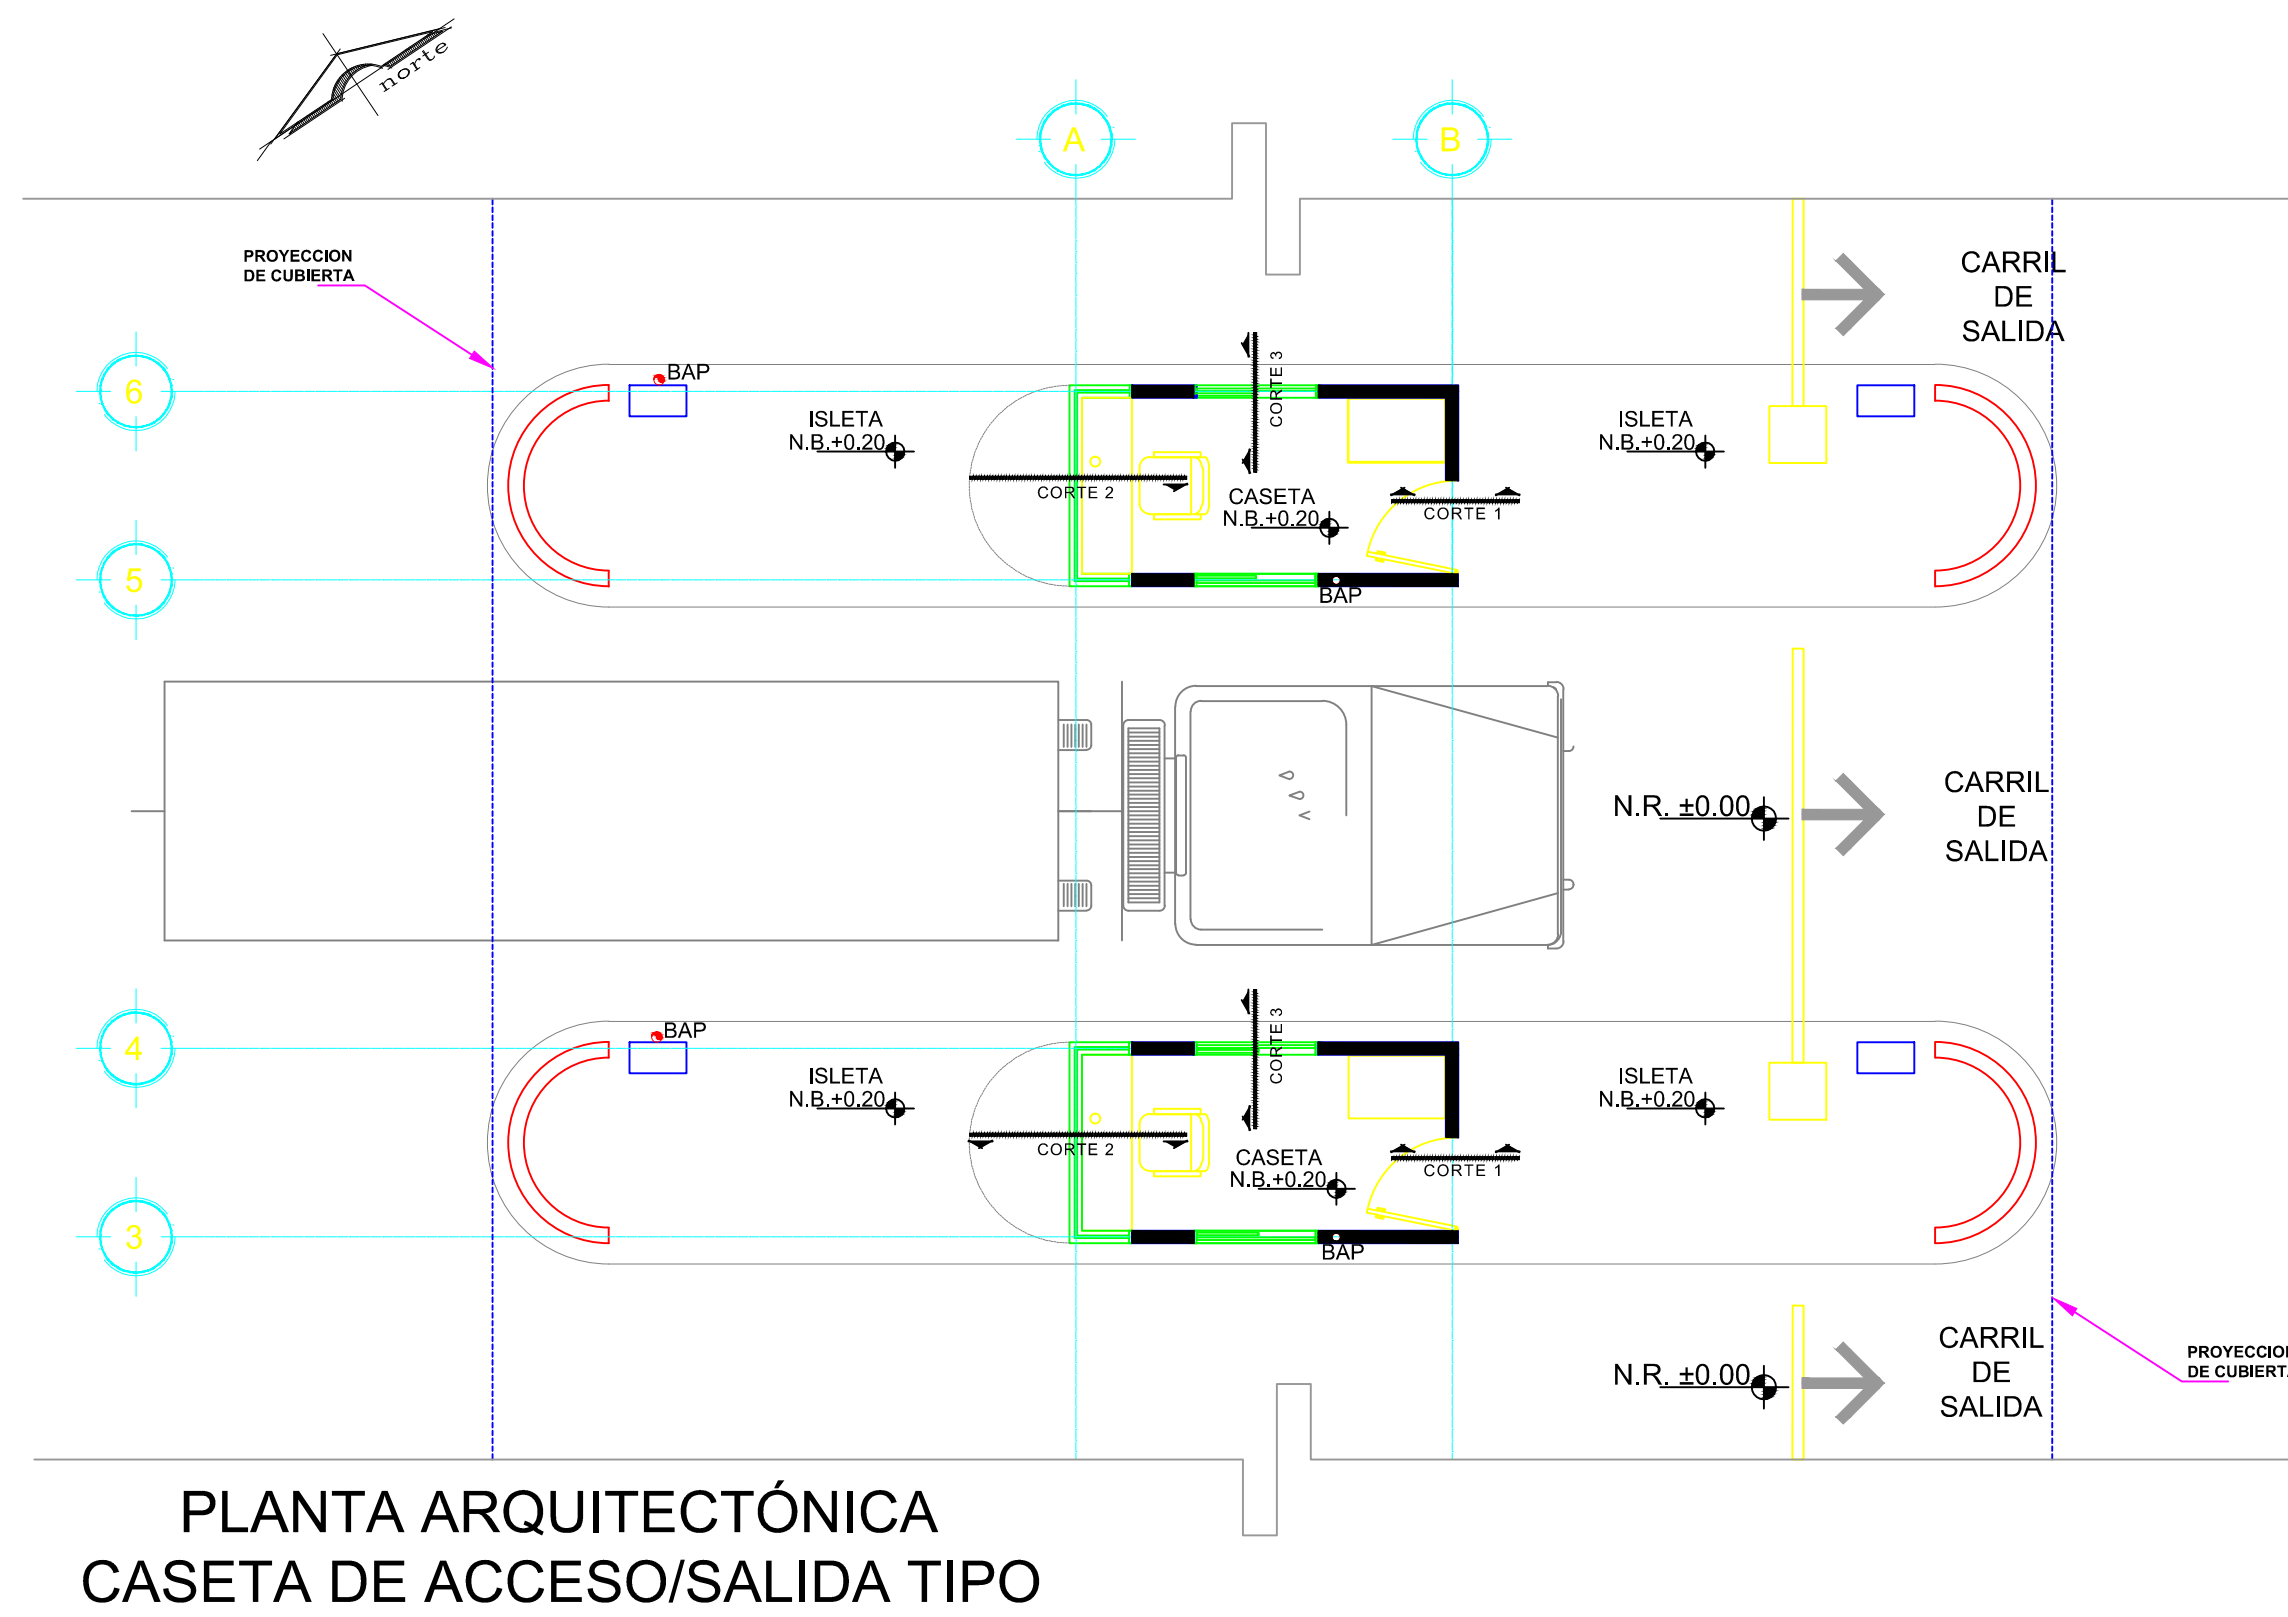 norte
A
B
PROYECCION
DE CUBIERTA
CARRIL
DE
SALIDA
6
BAP
ISLETA
N.B.+0.20
CORTE 3
ISLETA
N.B.+0.20
CORTE 2
CASETA
N.B.+0.20
CORTE 1
5
BAP
N.R. ±0.00
CARRIL
DE
SALIDA
4
BAP
ISLETA
N.B.+0.20
CORTE 3
ISLETA
N.B.+0.20
CORTE 2
CASETA
N.B.+0.20
CORTE 1
3
BAP
N.R. ±0.00
CARRIL
DE
SALIDA
PROYECCION
DE CUBIERTA
PLANTA ARQUITECTÓNICA
CASETA DE ACCESO/SALIDA TIPO